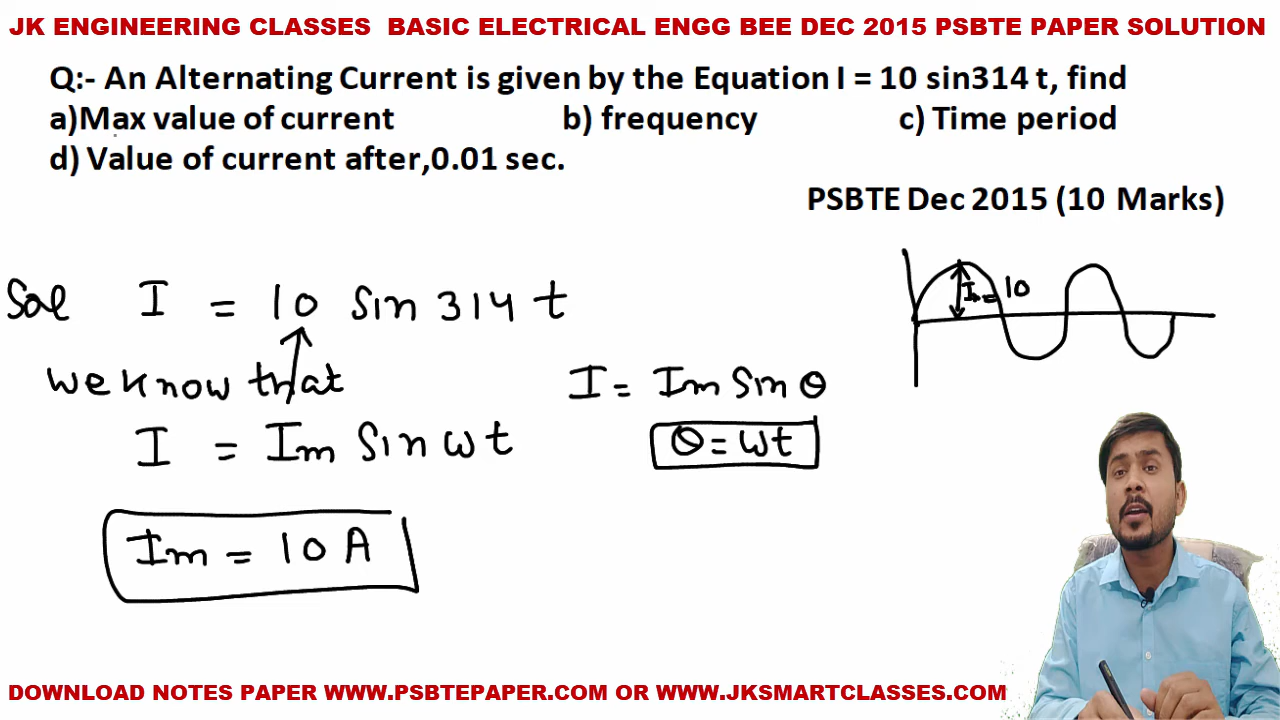 JK ENGINEERING CLASSES BASIC ELECTRICAL ENGG BEE DEC 2015 PSBTE PAPER SOLUTION
Q:- An Alternating Current is given by the Equation I = 10 sin314 t, find
a)Max value of current b) frequency c) Time period
d) Value of current after,0.01 sec.
PSBTE Dec 2015 (10 Marks)
Sol I = 10 sin 314 t
Im = 10
we know that
I = Im Sin θ
I = Im Sin ωt
θ = ωt
Im = 10 A
DOWNLOAD NOTES PAPER WWW.PSBTEPAPER.COM OR WWW.JKSMARTCLASSES.COM